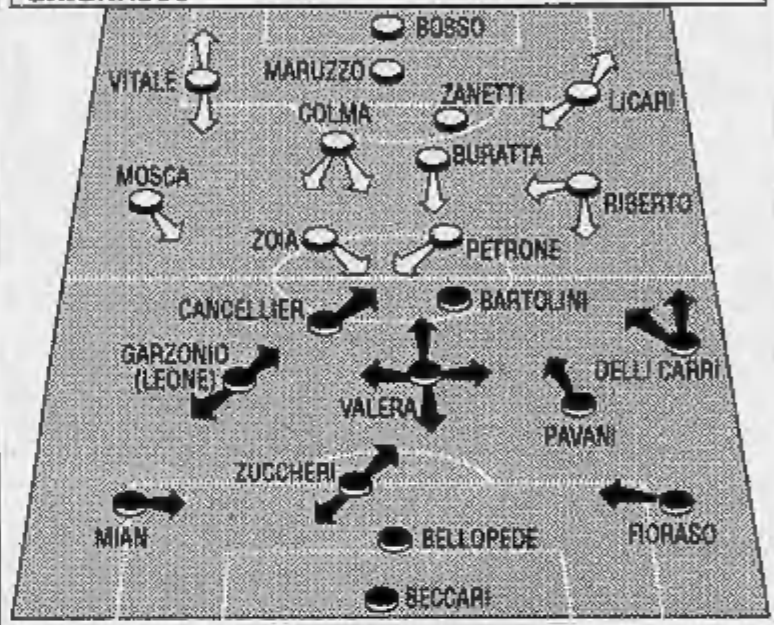 BOSSO
MARUZZO
VITALE
ZANETTI
LICARI
COLMA
BURATTA
MOSCA
RIBERTO
ZOIA
PETRONE
CANCELLIER
BARTOLINI
GARZONIO
(LEONE)
DELLI CARRI
VALERA
PAVANI
ZUCCHERI
MIAN
FIORASO
BELLOPEDE
BECCARI